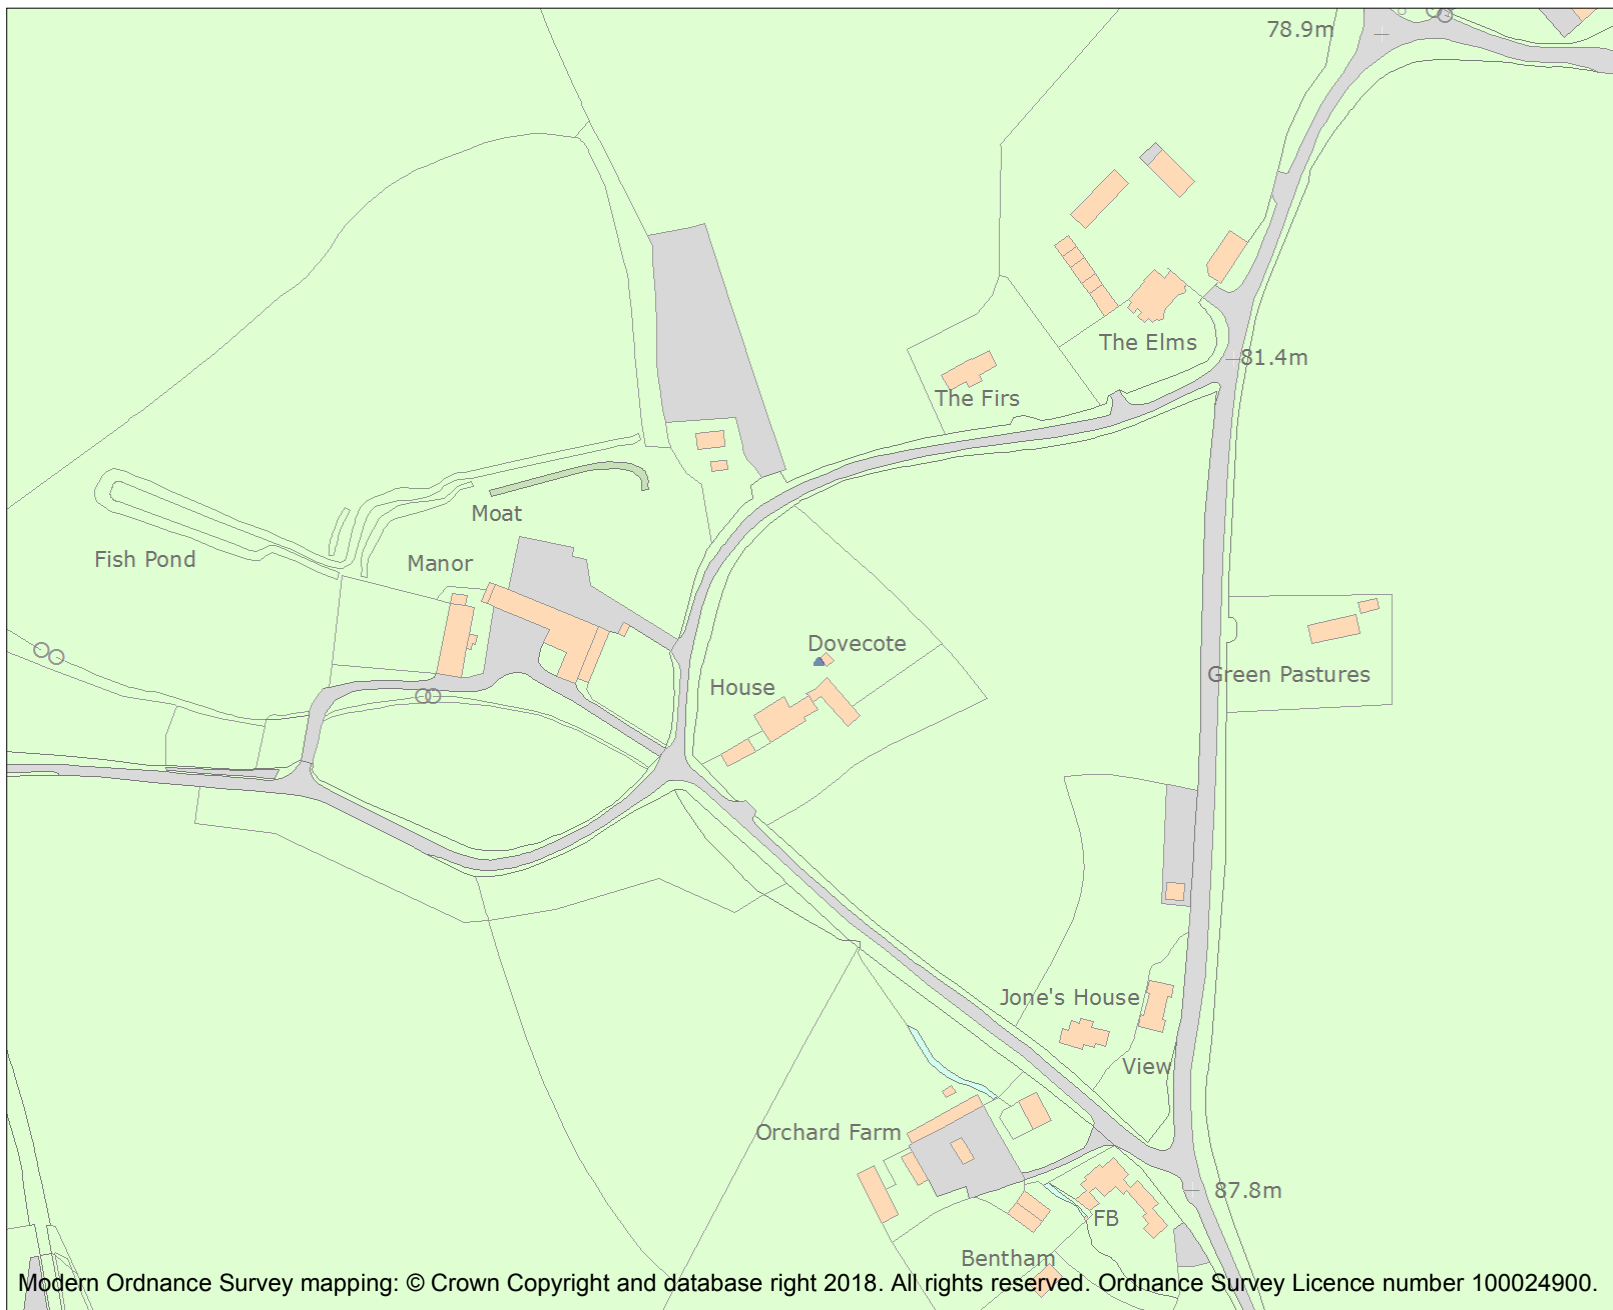 78.9m
The Elms
81.4m
The Firs
Moat
Fish Pond
Manor
Dovecote
House
Green Pastures
Jone's House
View
Orchard Farm
87.8m
FB
Bentham
Modern Ordnance Survey mapping: © Crown Copyright and database right 2018. All rights reserved. Ordnance Survey Licence number 100024900.